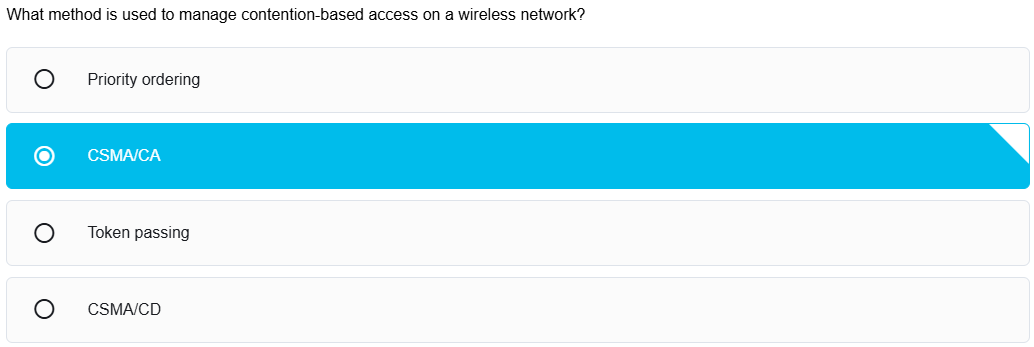 What method is used to manage contention-based access on a wireless network?
Priority ordering
CSMA/CA
Token passing
CSMA/CD